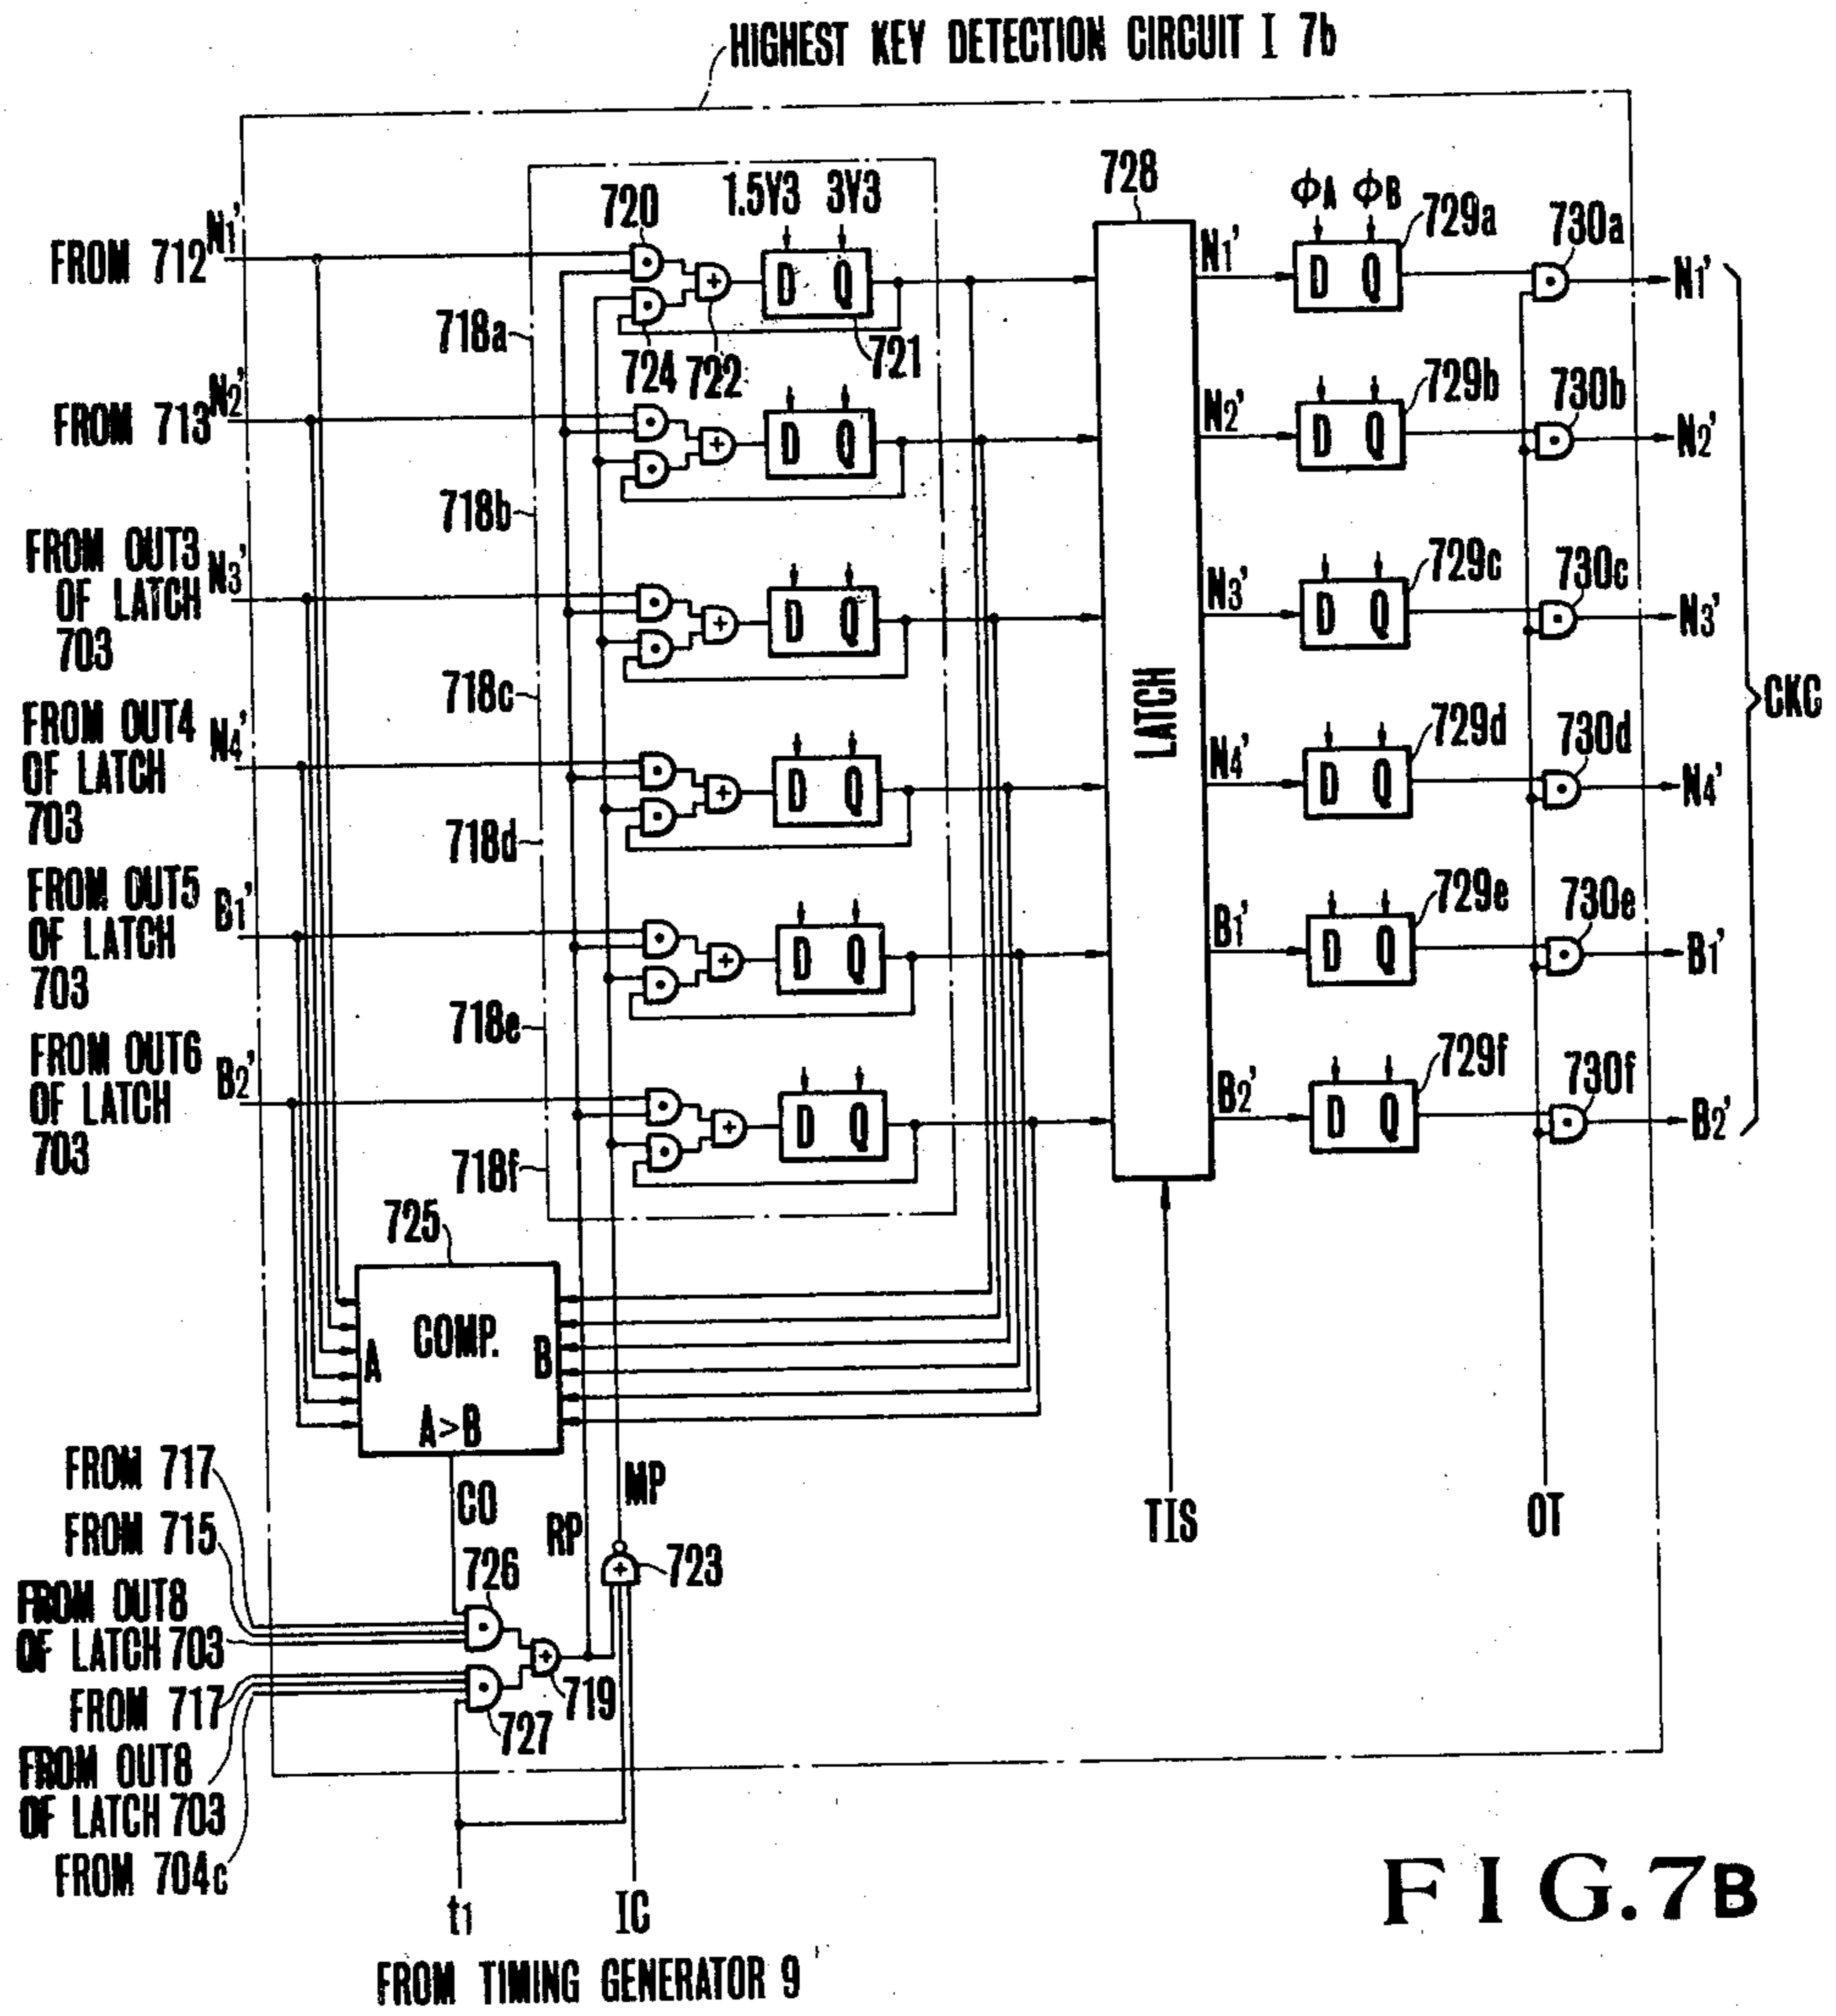 HIGHEST KEY DETECTION CIRCUIT I 7b
FROM 712 N1'
720
1.5Y3 3Y3
D Q
721
722
724
718a
728
LATCH
N1'
ΦA ΦB
D Q
729a
730a
N1'
FROM 713 N2'
D Q
718b
N2'
D Q
729b
730b
N2'
FROM OUT3
OF LATCH
703
N3'
D Q
718c
N3'
D Q
729c
730c
N3'
CKC
FROM OUT4
OF LATCH
703
N4'
D Q
718d
N4'
D Q
729d
730d
N4'
FROM OUT5
OF LATCH
703
B1'
D Q
718e
B1'
D Q
729e
730e
B1'
FROM OUT6
OF LATCH
703
B2'
D Q
718f
B2'
D Q
729f
730f
B2'
725
COMP.
A B
A>B
CO
RP
MP
723
TIS
OT
FROM 717
FROM 715
FROM OUT8
OF LATCH 703
726
719
FROM 717
727
FROM OUT8
OF LATCH 703
FROM 704c
t1
IC
FROM TIMING GENERATOR 9
FIG.7B